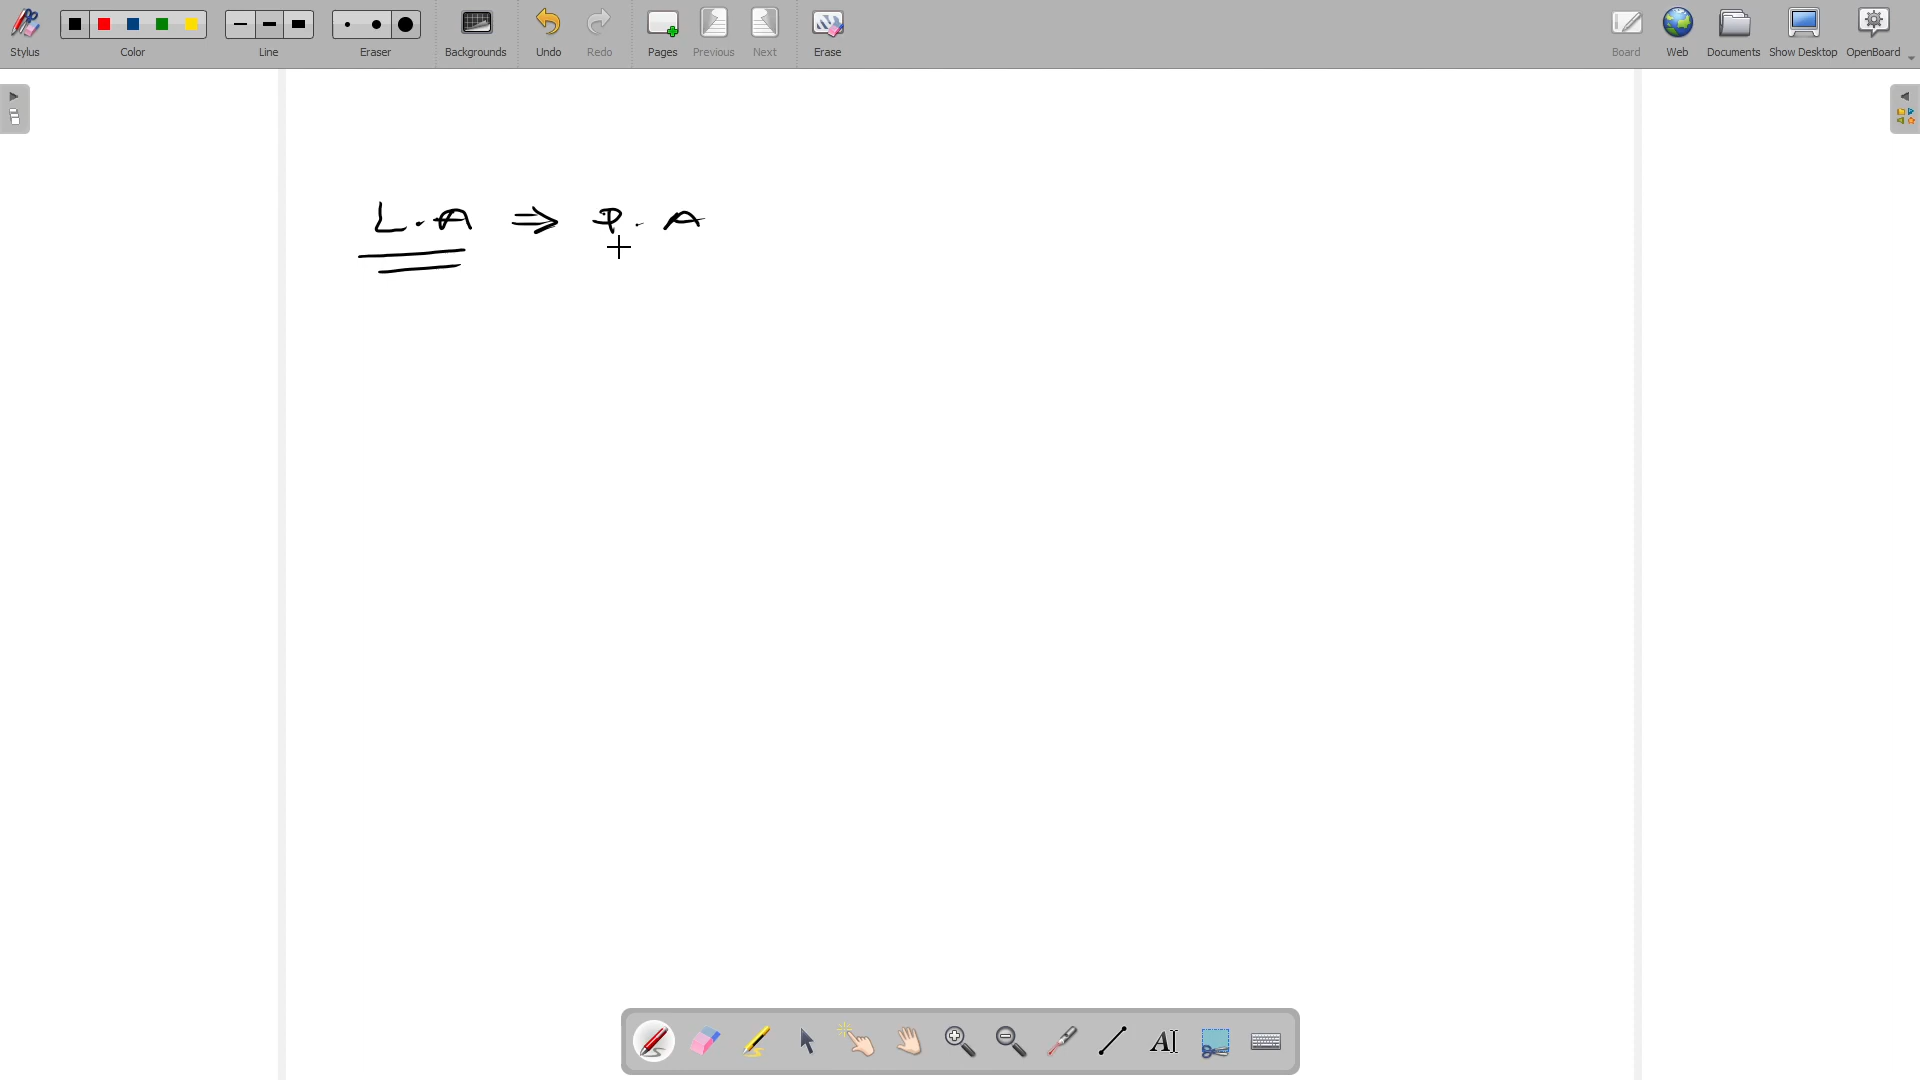 Stylus Color Line Eraser Backgrounds Undo Redo Pages Previous Next Erase Board Web Documents Show Desktop OpenBoard
L.A ⇒ P. A